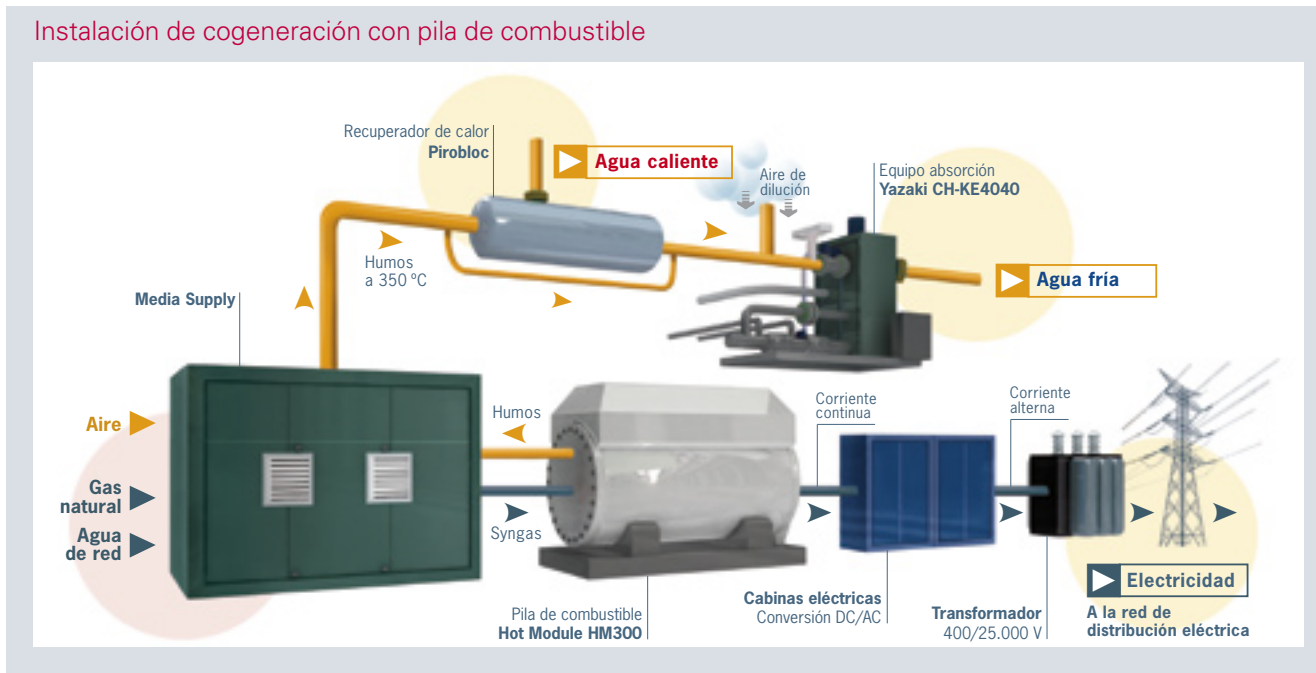 Instalación de cogeneración con pila de combustible
Recuperador de calor
Pirobloc
Agua caliente
Aire de
dilución
Equipo absorción
Yazaki CH-KE4040
Humos
a 350 ºC
Agua fría
Media Supply
Aire
Gas
natural
Agua
de red
Humos
Syngas
Corriente
continua
Corriente
alterna
Pila de combustible
Hot Module HM300
Cabinas eléctricas
Conversión DC/AC
Transformador
400/25.000 V
Electricidad
A la red de
distribución eléctrica